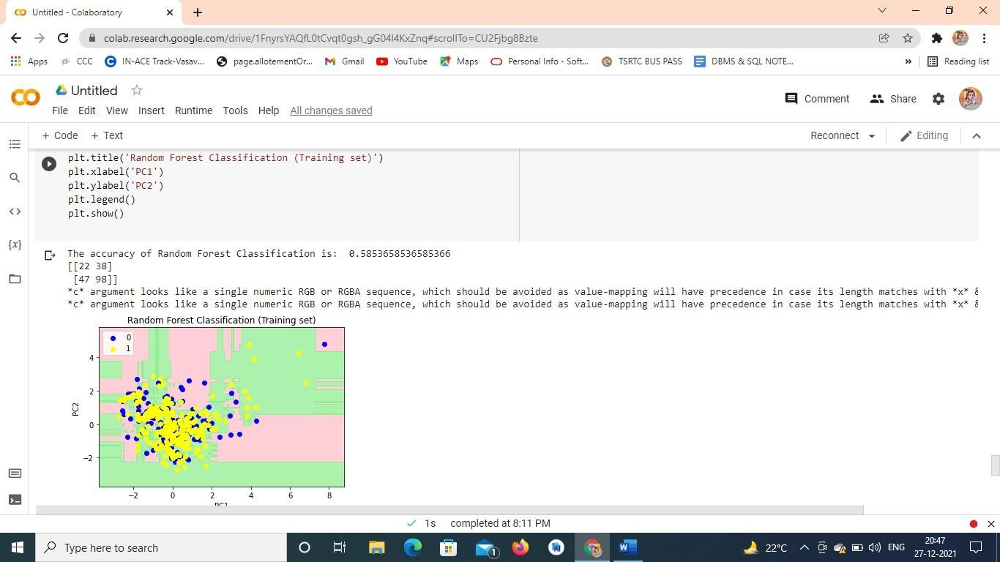 Untitled - Colaboratory
colab.research.google.com/drive/1FnyrsYAQfL0tCvqt0gsh_gG04I4KxZnq#scrollTo=CU2Fjbg8Bzte
Apps CCC IN-ACE Track-Vasav... page.allotementOr... Gmail YouTube Maps Personal Info - Soft... TSRTC BUS PASS DBMS & SQL NOTE... » Reading list
Untitled
Comment Share
File Edit View Insert Runtime Tools Help All changes saved
+ Code + Text Reconnect Editing
plt.title('Random Forest Classification (Training set)')
plt.xlabel('PC1')
plt.ylabel('PC2')
plt.legend()
plt.show()
{x}
The accuracy of Random Forest Classification is:  0.5853658536585366
[[22 38]
 [47 98]]
*c* argument looks like a single numeric RGB or RGBA sequence, which should be avoided as value-mapping will have precedence in case its length matches with *x* &
*c* argument looks like a single numeric RGB or RGBA sequence, which should be avoided as value-mapping will have precedence in case its length matches with *x* &
Random Forest Classification (Training set)
0
1
4
2
0
−2
PC2
−2 0 2 4 6 8
PC1
1s completed at 8:11 PM
Type here to search
1
22°C ENG
20:47
27-12-2021